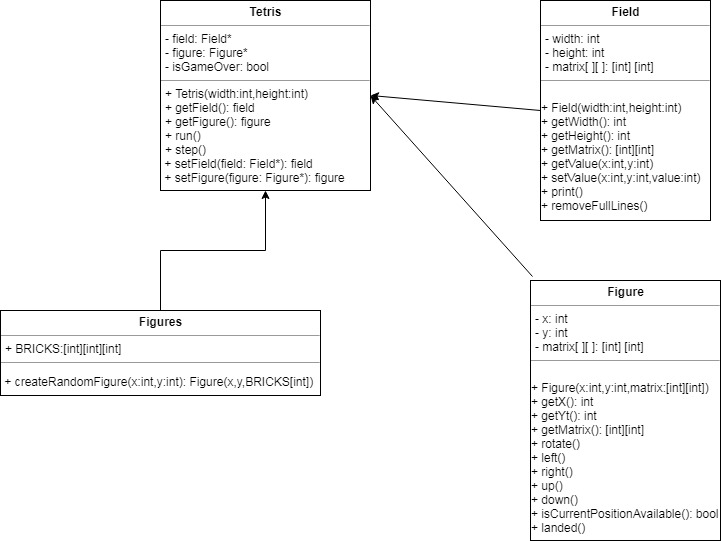 Tetris
- field: Field*
- figure: Figure*
- isGameOver: bool
+ Tetris(width:int,height:int)
+ getField(): field
+ getFigure(): figure
+ run()
+ step()
+ setField(field: Field*): field
+ setFigure(figure: Figure*): figure
Field
- width: int
- height: int
- matrix[ ][ ]: [int] [int]
+ Field(width:int,height:int)
+ getWidth(): int
+ getHeight(): int
+ getMatrix(): [int][int]
+ getValue(x:int,y:int)
+ setValue(x:int,y:int,value:int)
+ print()
+ removeFullLines()
Figures
+ BRICKS:[int][int][int]
+ createRandomFigure(x:int,y:int): Figure(x,y,BRICKS[int])
Figure
- x: int
- y: int
- matrix[ ][ ]: [int] [int]
+ Figure(x:int,y:int,matrix:[int][int])
+ getX(): int
+ getYt(): int
+ getMatrix(): [int][int]
+ rotate()
+ left()
+ right()
+ up()
+ down()
+ isCurrentPositionAvailable(): bool
+ landed()